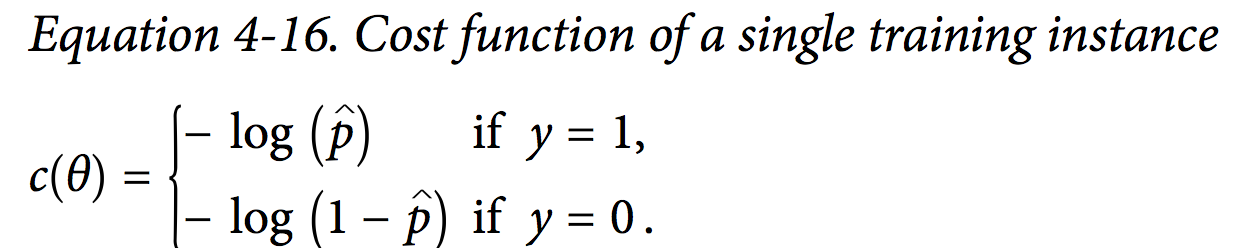 Equation 4-16. Cost function of a single training instance
c(θ) = { − log (p̂) if y = 1,
− log (1 − p̂) if y = 0 .